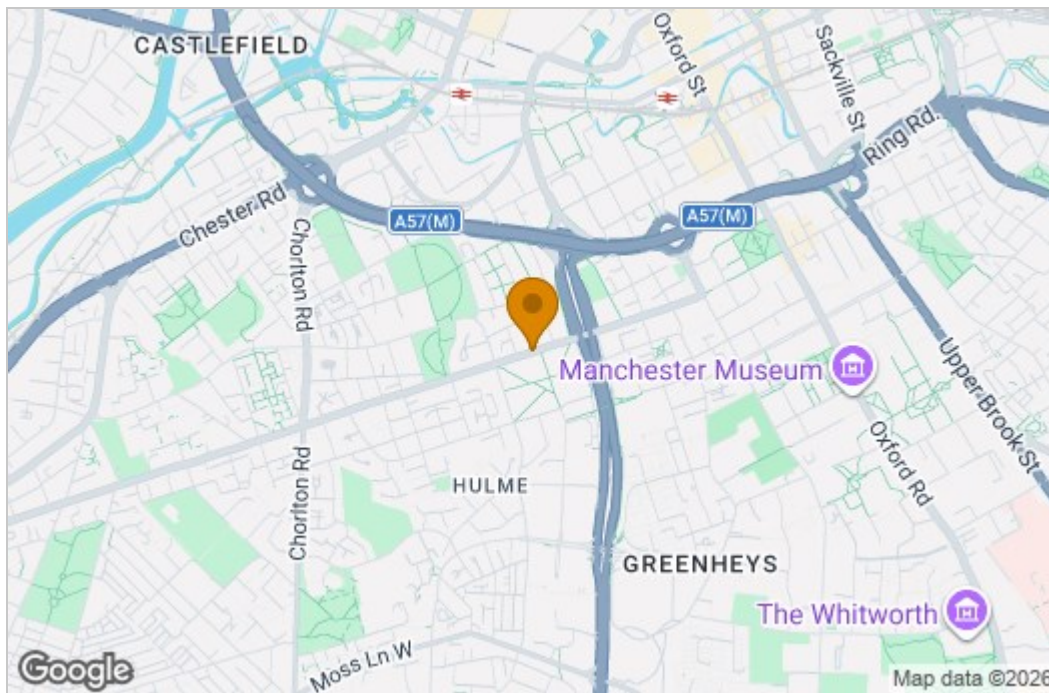 CASTLEFIELD
Oxford St
Sackville St
Ring Rd.
Chester Rd
A57(M)
A57(M)
Chorlton Rd
Manchester Museum
Upper Brook St
Oxford Rd
Chorlton Rd
HULME
GREENHEYS
The Whitworth
Moss Ln W
Google
Map data ©2026